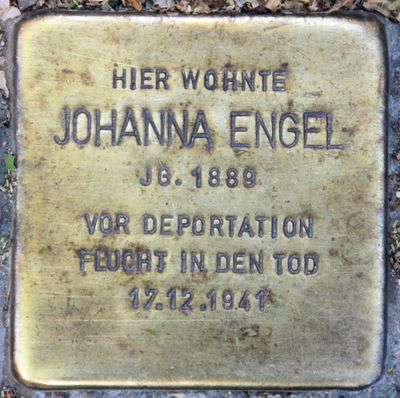 HIER WOHNTE
JOHANNA ENGEL
JG. 1889
VOR DEPORTATION
FLUCHT IN DEN TOD
17.12.1941